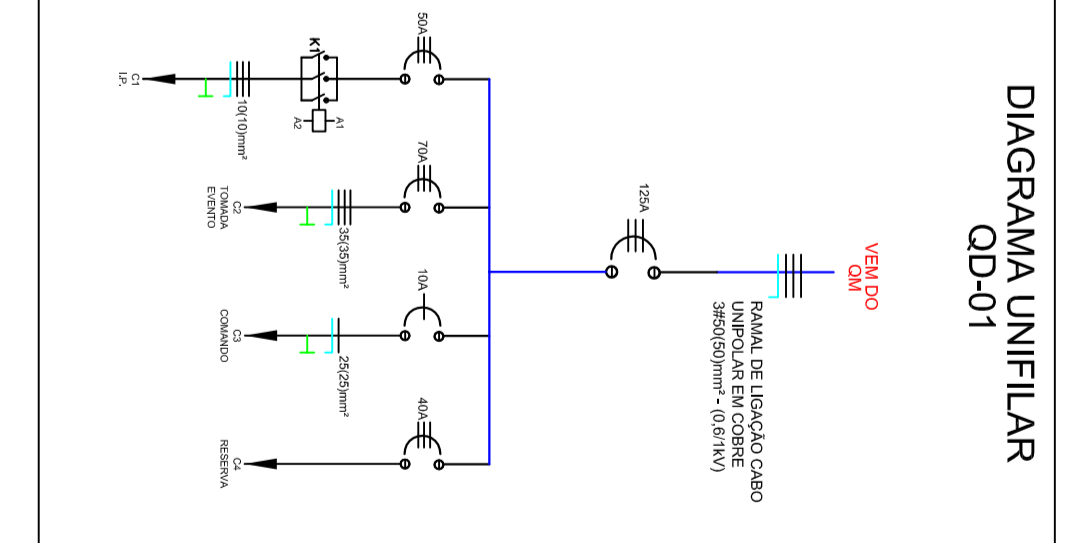 DIAGRAMA UNIFILAR
QD-01
VEM DO
QM
RAMAL DE LIGAÇÃO CABO
UNIPOLAR EM COBRE
3#50(50)mm² - (0,6/1kV)
125A
50A
70A
10A
40A
K1
A1
A2
10(10)mm²
35(35)mm²
25(25)mm²
C1
I.P.
C2
TOMADA
EVENTO
C3
COMANDO
C4
RESERVA